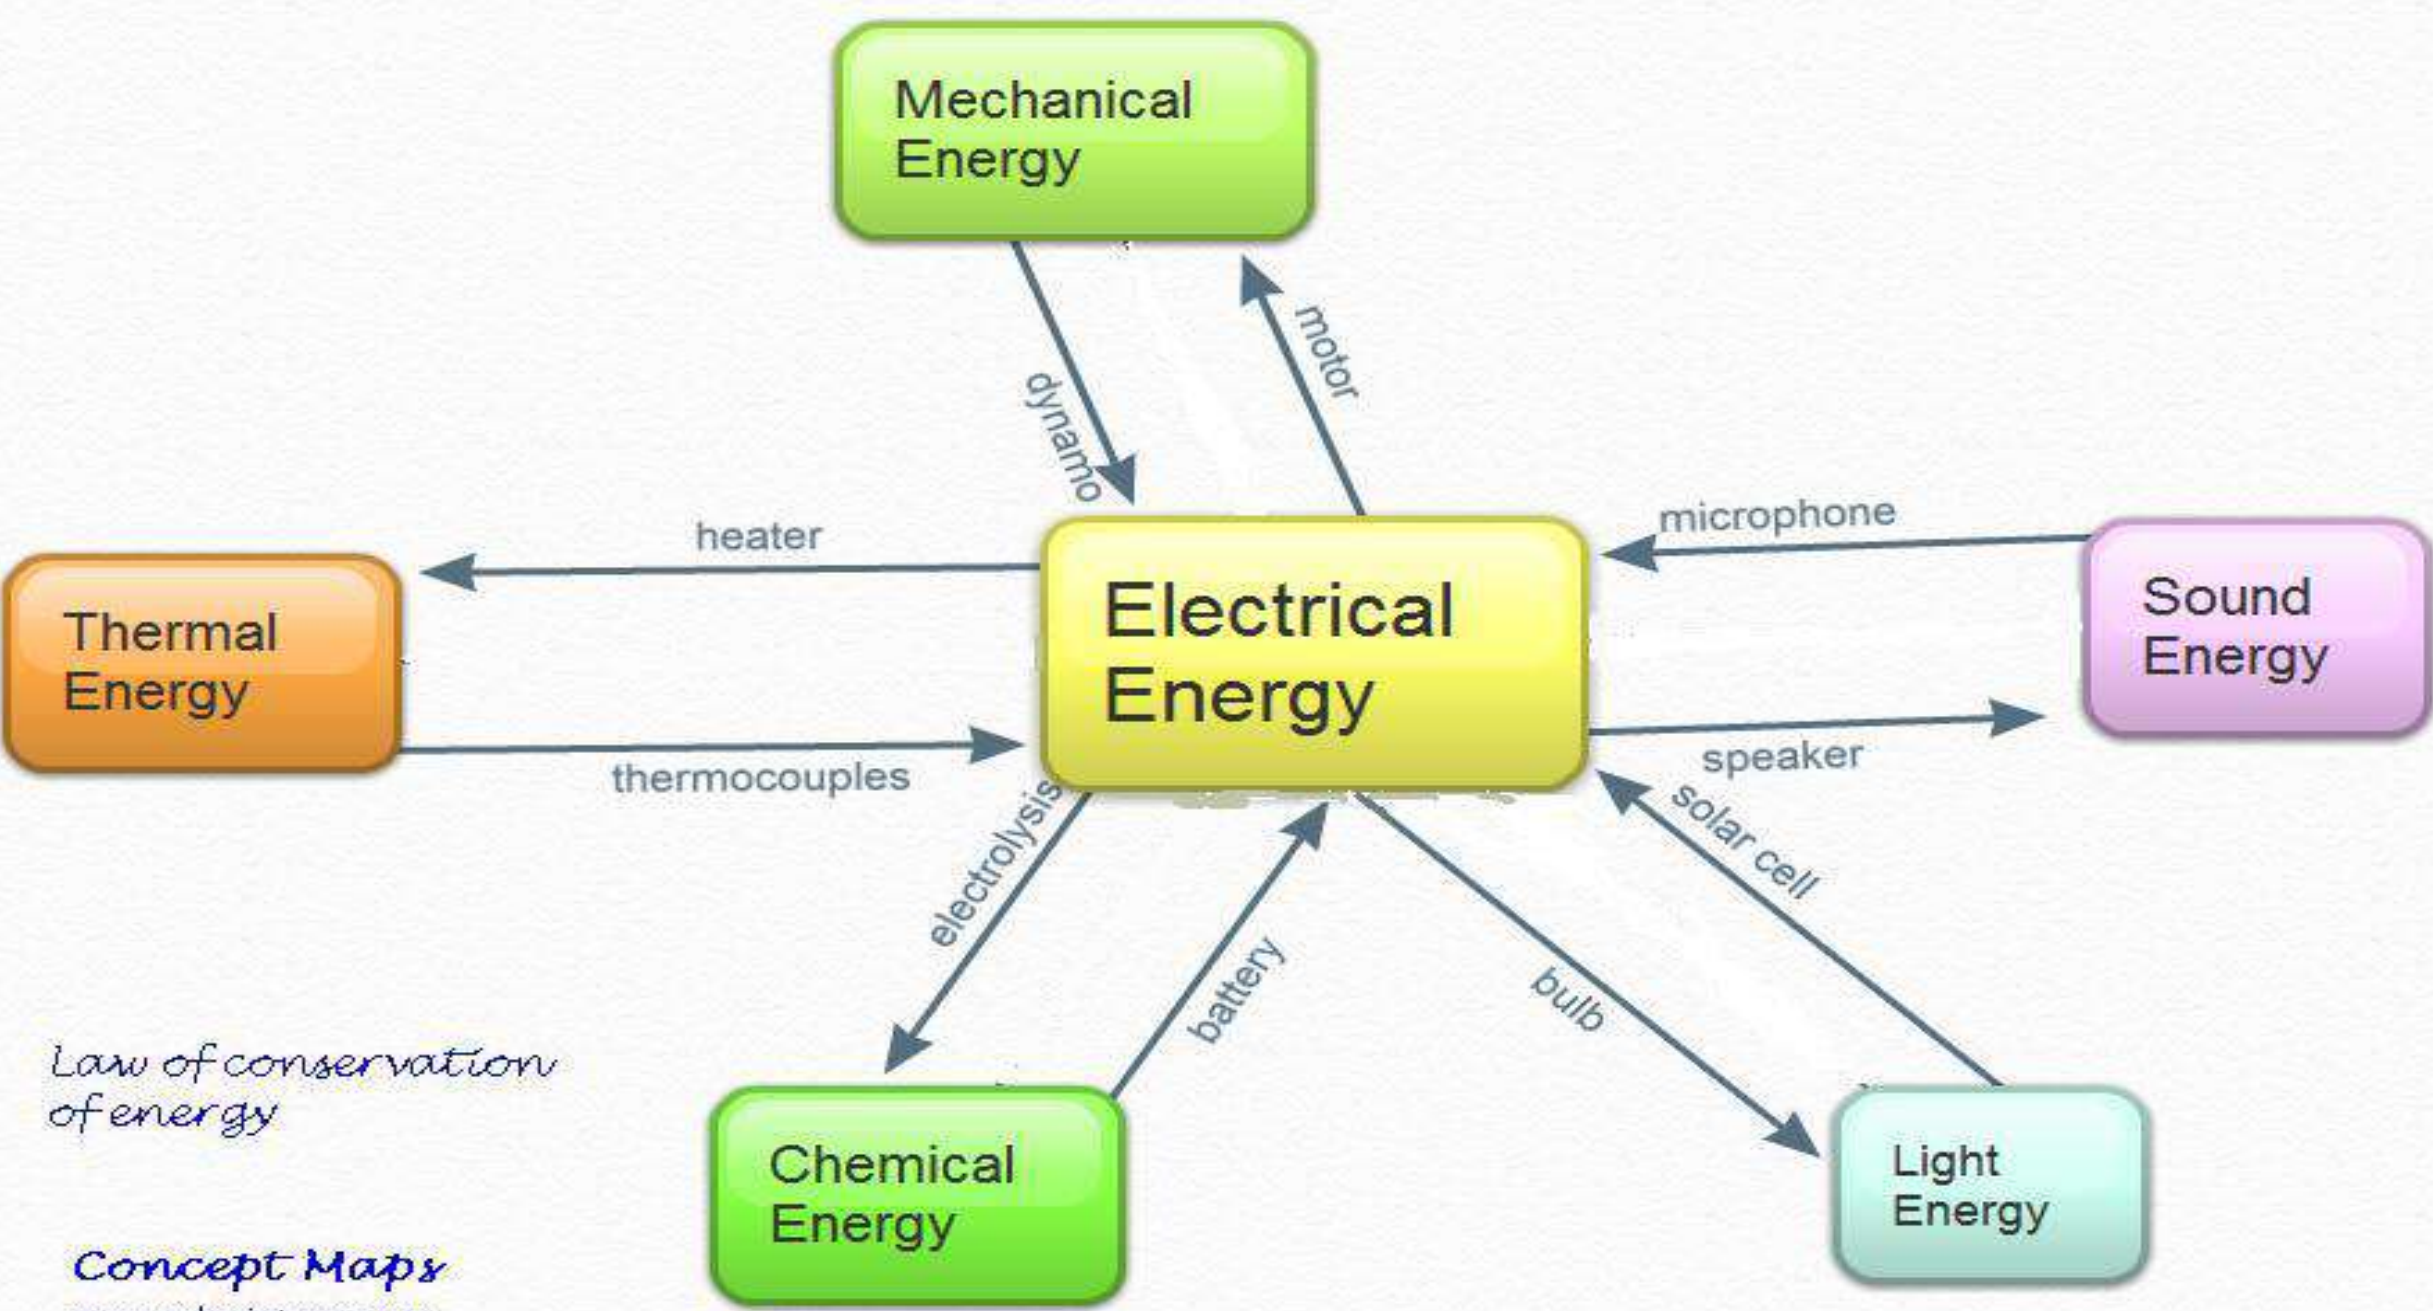 Mechanical
Energy
dynamo
motor
heater
microphone
Thermal
Energy
Electrical
Energy
Sound
Energy
thermocouples
speaker
electrolysis
battery
bulb
solar cell
Law of conservation
of energy
Chemical
Energy
Light
Energy
Concept Maps